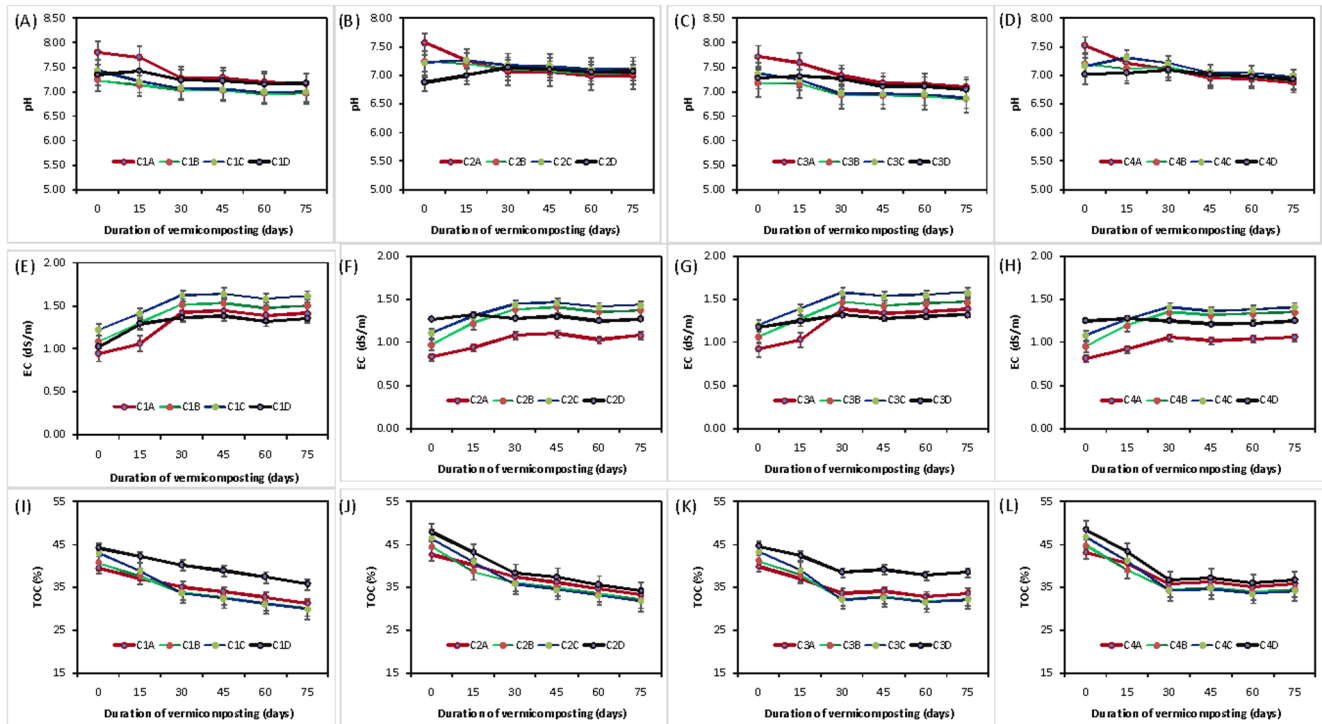 (A)
8.50
8.00
7.50
7.00
6.50
6.00
5.50
5.00
pH
C1A C1B C1C C1D
0 15 30 45 60 75
Duration of vermicomposting (days)
(B)
8.00
7.50
7.00
6.50
6.00
5.50
5.00
pH
C2A C2B C2C C2D
0 15 30 45 60 75
Duration of vermicomposting (days)
(C)
8.50
8.00
7.50
7.00
6.50
6.00
5.50
5.00
pH
C3A C3B C3C C3D
0 15 30 45 60 75
Duration of vermicomposting (days)
(D)
8.00
7.50
7.00
6.50
6.00
5.50
5.00
pH
C4A C4B C4C C4D
0 15 30 45 60 75
Duration of vermicomposting (days)
(E)
2.00
1.50
1.00
0.50
0.00
EC (dS/m)
C1A C1B C1C C1D
0 15 30 45 60 75
Duration of vermicomposting (days)
(F)
2.00
1.50
1.00
0.50
0.00
EC (dS/m)
C2A C2B C2C C2D
0 15 30 45 60 75
Duration of vermicomposting (days)
(G)
2.00
1.50
1.00
0.50
0.00
EC (dS/m)
C3A C3B C3C C3D
0 15 30 45 60 75
Duration of vermicomposting (days)
(H)
2.00
1.50
1.00
0.50
0.00
EC (dS/m)
C4A C4B C4C C4D
0 15 30 45 60 75
Duration of vermicomposting (days)
(I)
55
45
35
25
15
TOC (%)
C1A C1B C1C C1D
0 15 30 45 60 75
Duration of vermicomposting (days)
(J)
55
45
35
25
15
TOC (%)
C2A C2B C2C C2D
0 15 30 45 60 75
Duration of vermicomposting (days)
(K)
55
45
35
25
15
TOC (%)
C3A C3B C3C C3D
0 15 30 45 60 75
Duration of vermicomposting (days)
(L)
55
45
35
25
15
TOC (%)
C4A C4B C4C C4D
0 15 30 45 60 75
Duration of vermicomposting (days)